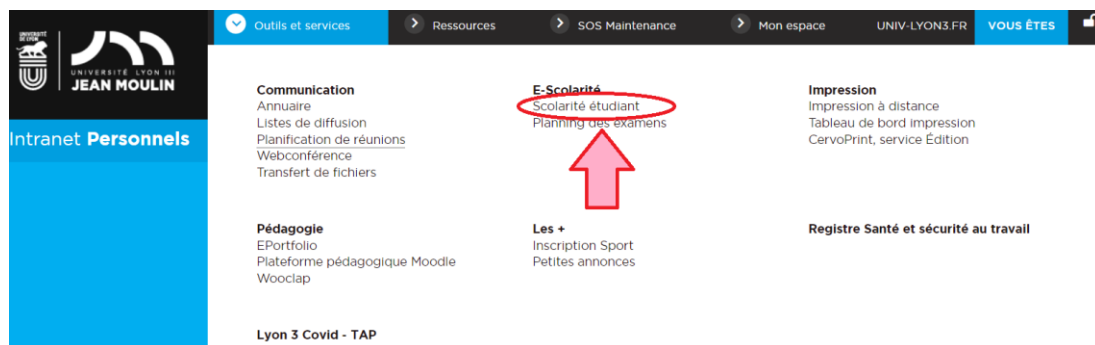 UNIVERSITÉ DE LYON
UNIVERSITÉ LYON III
JEAN MOULIN
Intranet Personnels
Outils et services
Ressources
SOS Maintenance
Mon espace
UNIV-LYON3.FR
VOUS ÊTES
Communication
Annuaire
Listes de diffusion
Planification de réunions
Webconférence
Transfert de fichiers
E-Scolarité
Scolarité étudiant
Planning des examens
Impression
Impression à distance
Tableau de bord impression
CervoPrint, service Édition
Pédagogie
EPortfolio
Plateforme pédagogique Moodle
Wooclap
Les +
Inscription Sport
Petites annonces
Registre Santé et sécurité au travail
Lyon 3 Covid - TAP